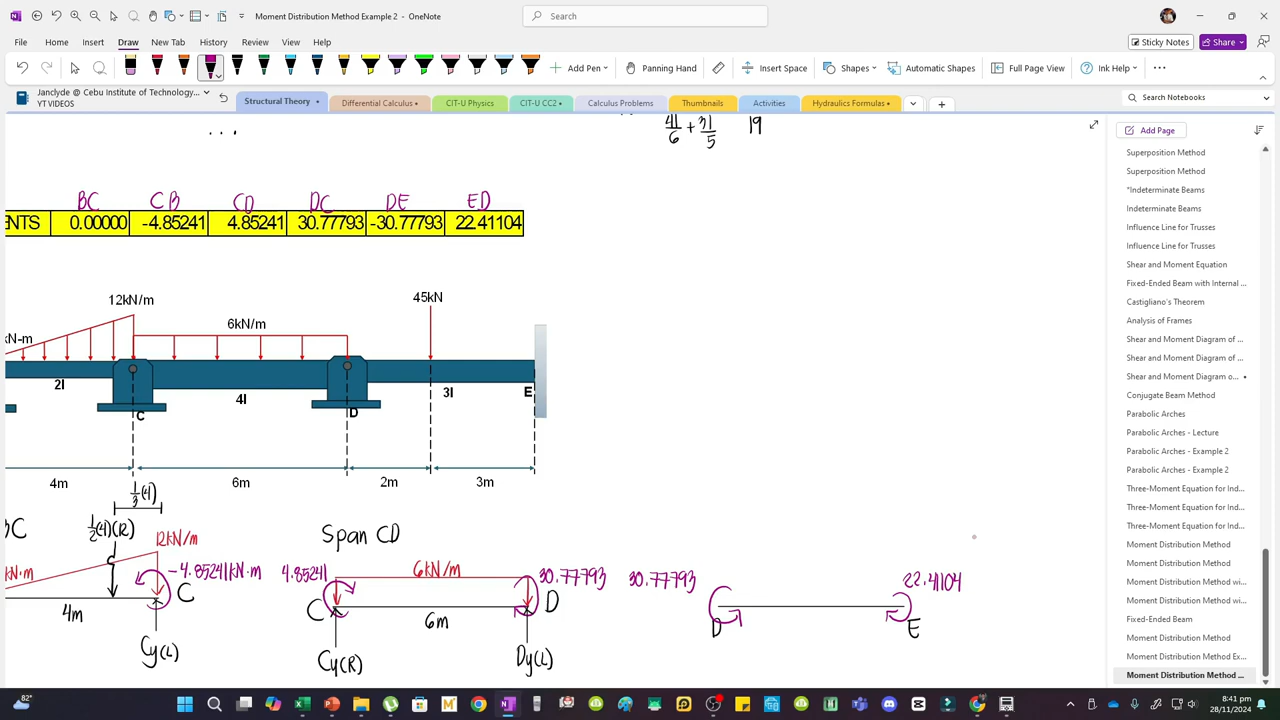 Moment Distribution Method Example 2 - OneNote
Search
File Home Insert Draw New Tab History Review View Help
Sticky Notes Share
Add Pen Panning Hand Insert Space Shapes Automatic Shapes Full Page View Ink Help
Janclyde @ Cebu Institute of Technology...
YT VIDEOS
Structural Theory Differential Calculus CIT-U Physics CIT-U CC2 Calculus Problems Thumbnails Activities Hydraulics Formulas
Search Notebooks
Add Page
Superposition Method
Superposition Method
*Indeterminate Beams
Indeterminate Beams
Influence Line for Trusses
Influence Line for Trusses
Shear and Moment Equation
Fixed-Ended Beam with Internal ...
Castigliano's Theorem
Analysis of Frames
Shear and Moment Diagram of ...
Shear and Moment Diagram of ...
Shear and Moment Diagram o...
Conjugate Beam Method
Parabolic Arches
Parabolic Arches - Lecture
Parabolic Arches - Example 2
Parabolic Arches - Example 2
Three-Moment Equation for Ind...
Three-Moment Equation for Ind...
Three-Moment Equation for Ind...
Moment Distribution Method
Moment Distribution Method
Moment Distribution Method wi...
Moment Distribution Method wi...
Fixed-Ended Beam
Moment Distribution Method
Moment Distribution Method Ex...
Moment Distribution Method ...
4I/6 + 3I/5 19
BC CB CD DC DE ED
ENTS 0.00000 -4.85241 4.85241 30.77793 -30.77793 22.41104
12kN/m 45kN
6kN/m
kN-m
2I 4I 3I
C D E
4m 6m 2m 3m
1/3(4)
BC 1/2(4)(R) Span CD
12kN/m
kN·m -4.85241kN·m 4.85241 6kN/m 30.77793 30.77793 22.41104
C C D D E
4m 6m
Cy(L) Cy(R) Dy(L)
82°
8:41 pm
28/11/2024